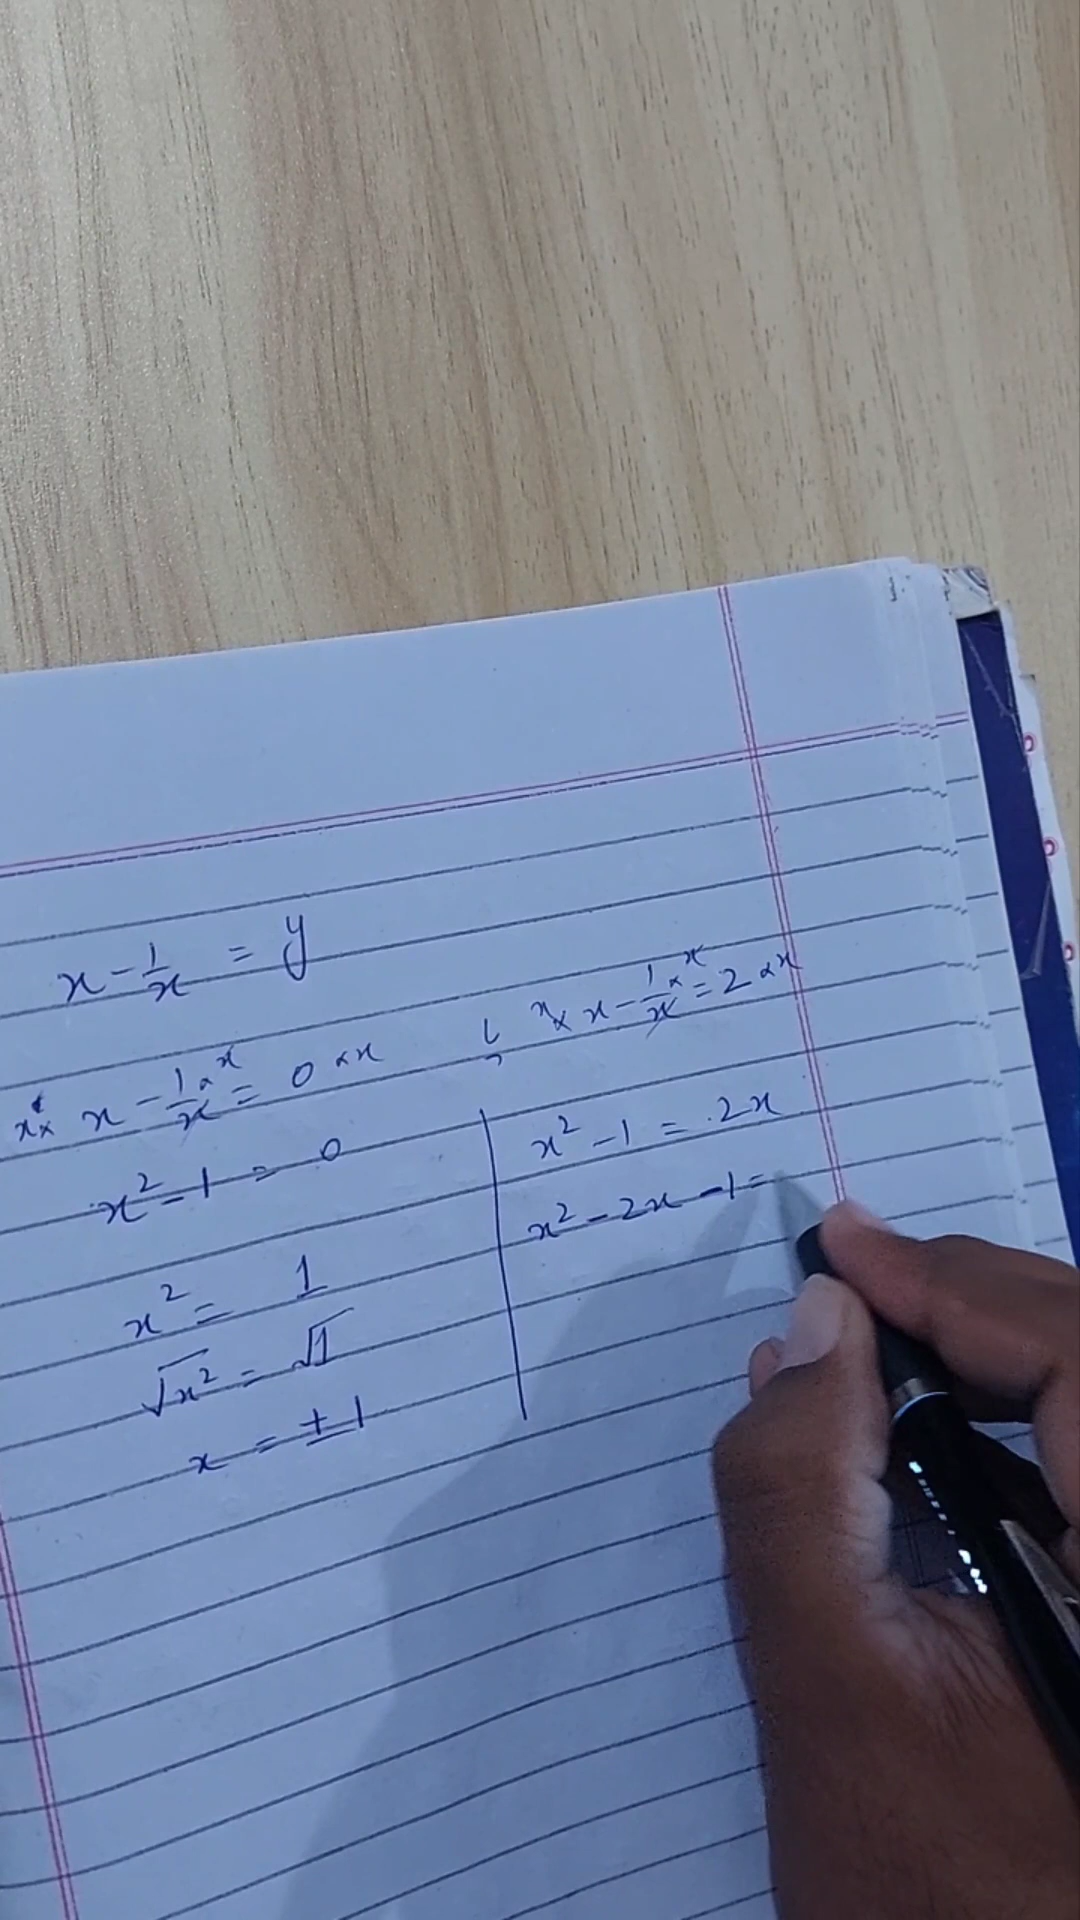 x - 1/x = y
x × x - 1/x × x = 0 × x ; x × x - 1/x × x = 2 × x
x² - 1 = 0
x² = 1
√x² = √1
x = ± 1
x² - 1 = 2x
x² - 2x - 1 =